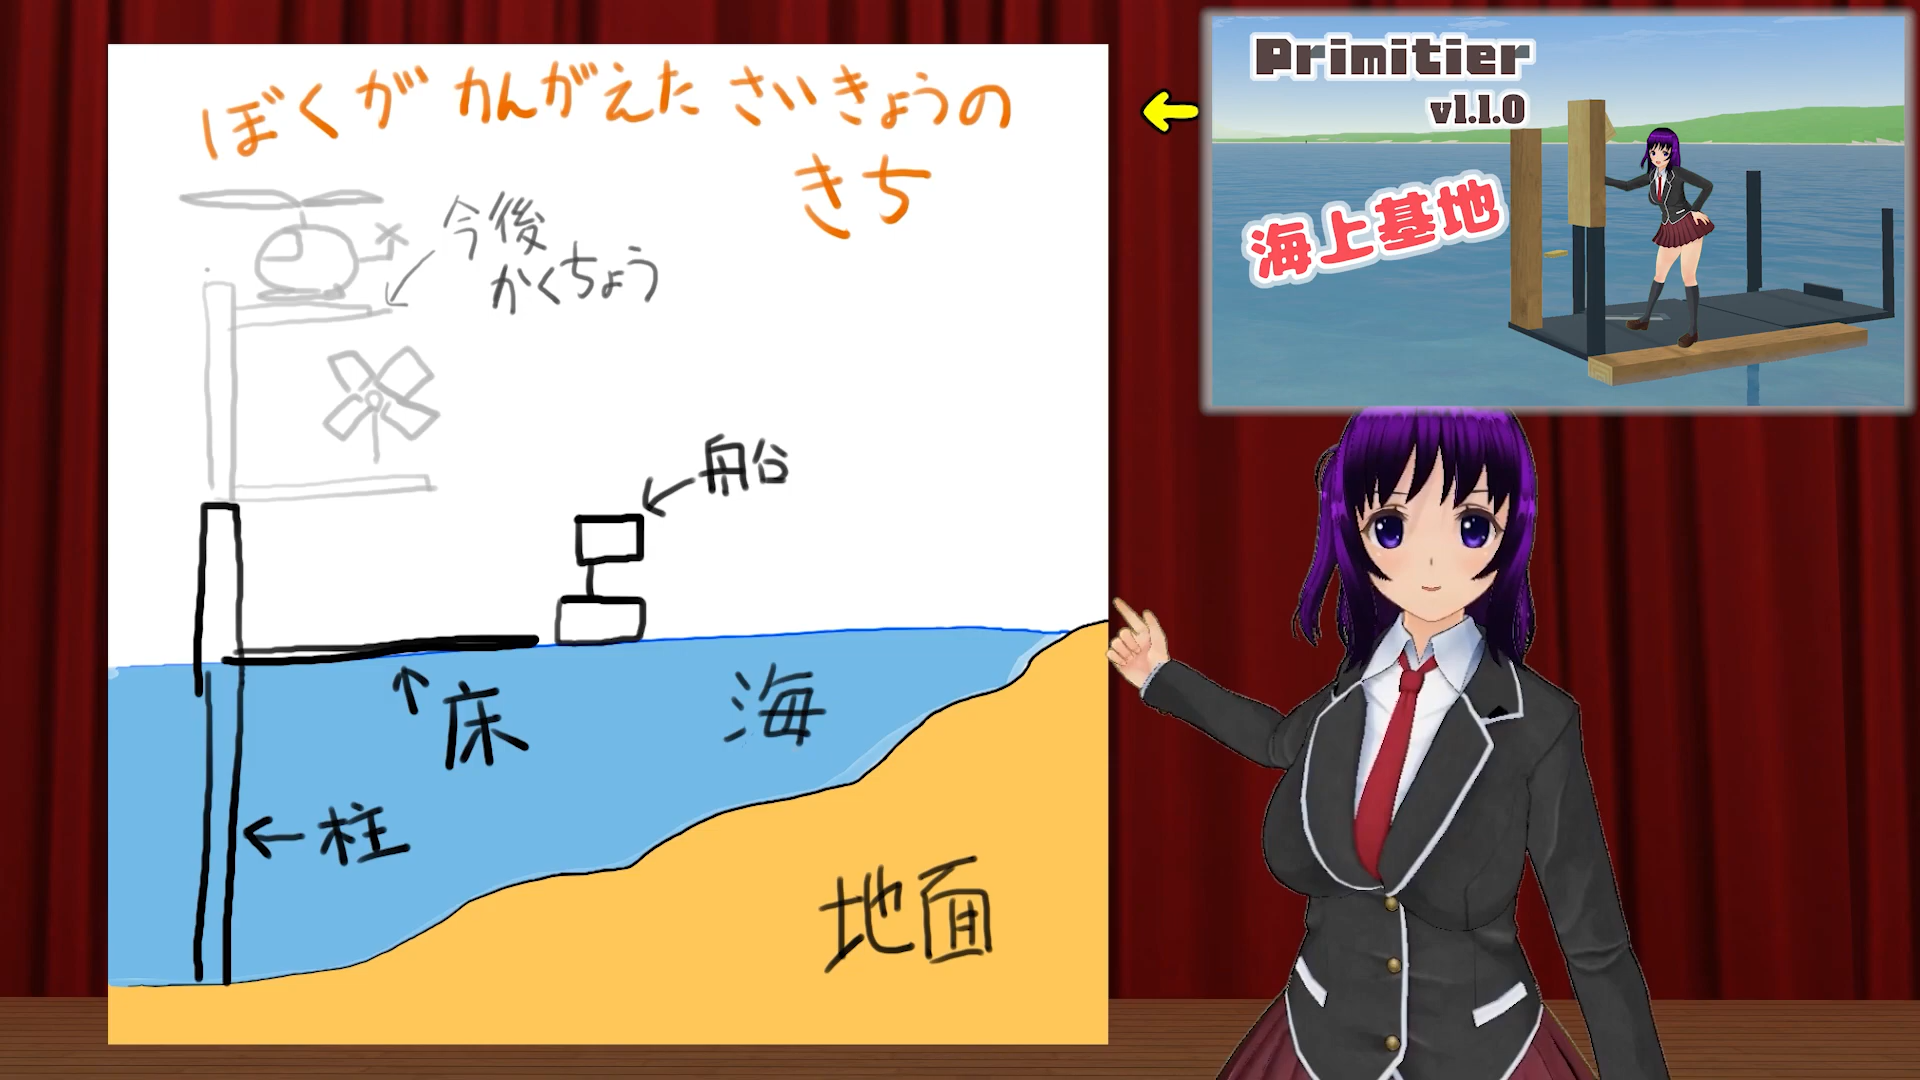 ぼくが かんがえた さいきょうの
きち
今後
かくちょう
船
床
海
柱
地面
Primitier
v1.1.0
海上基地